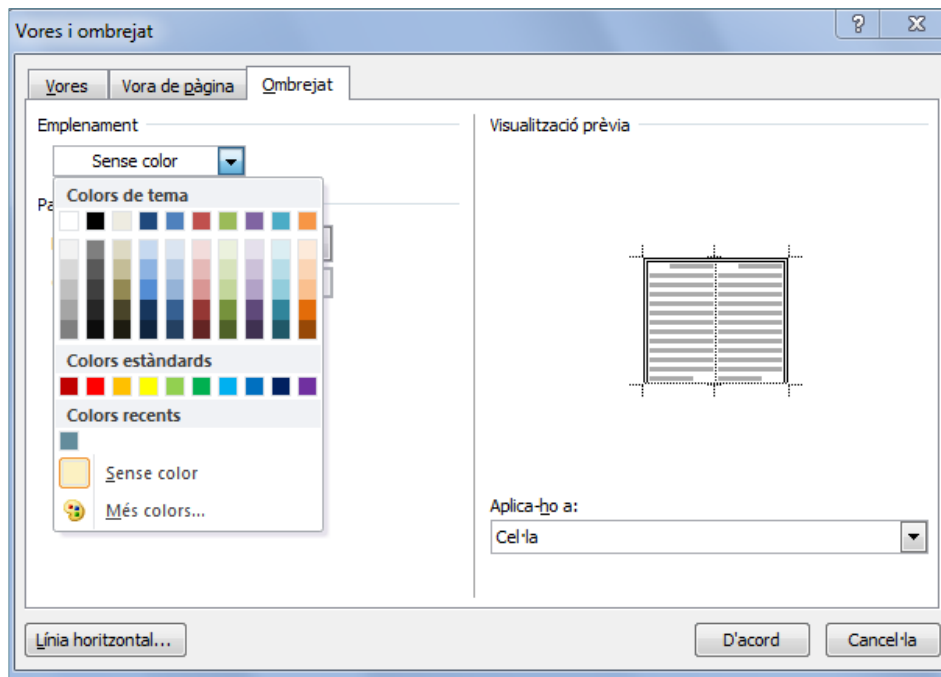 Vores i ombrejat
Vores
Vora de pàgina
Ombrejat
Emplenament
Sense color
Pa
Colors de tema
Colors estàndards
Colors recents
Sense color
Més colors...
Visualització prèvia
Aplica-ho a:
Cel·la
Línia horitzontal...
D'acord
Cancel·la